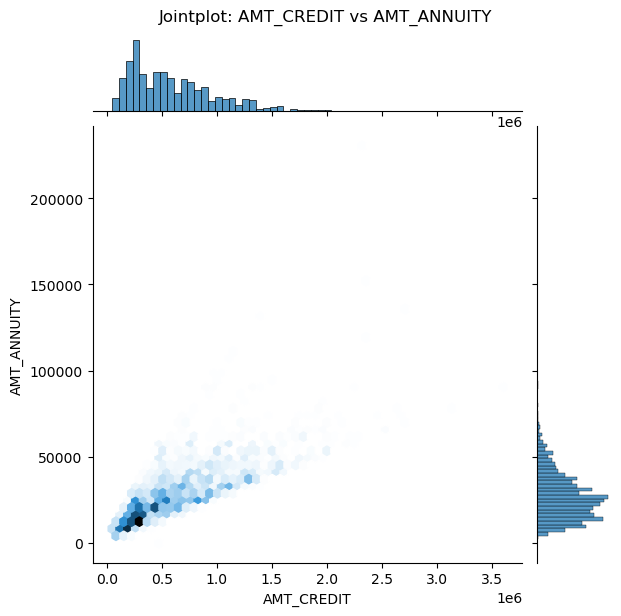 Jointplot: AMT_CREDIT vs AMT_ANNUITY
1e6
200000
150000
100000
50000
0
AMT_ANNUITY
0.0 0.5 1.0 1.5 2.0 2.5 3.0 3.5
1e6
AMT_CREDIT